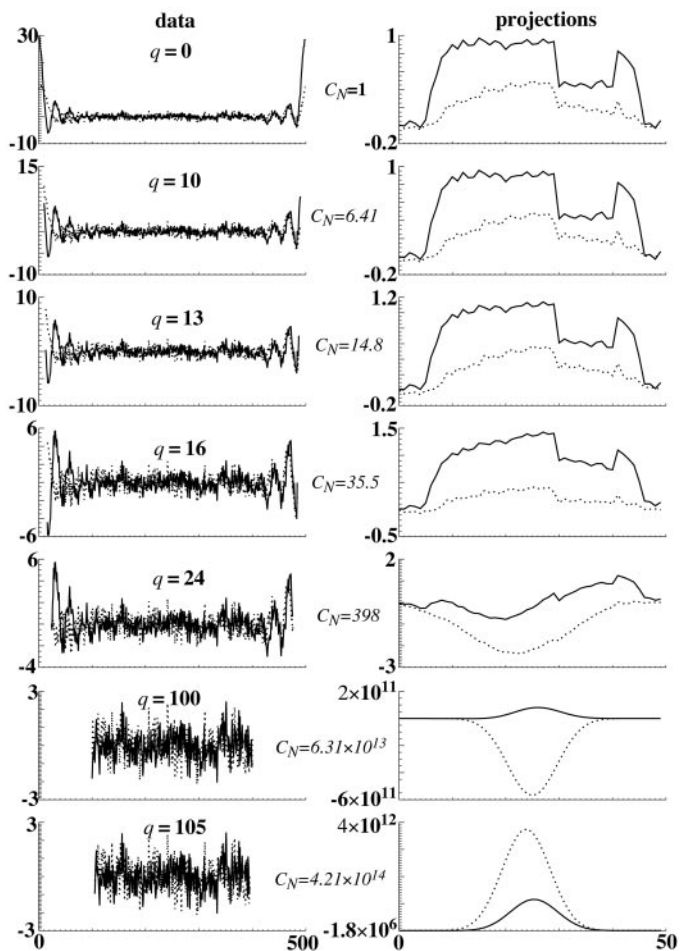 data projections
30 1
q = 0
C_N=1
-10 -0.2
15 1
q = 10
C_N=6.41
-10 -0.2
10 1.2
q = 13
C_N=14.8
-10 -0.2
6 1.5
q = 16
C_N=35.5
-6 -0.5
6 2
q = 24
C_N=398
-4 -3
3 2×10^11
q = 100
C_N=6.31×10^13
-3 -6×10^11
3 4×10^12
q = 105
C_N=4.21×10^14
-3 -1.8×10^6
0 500 0 50